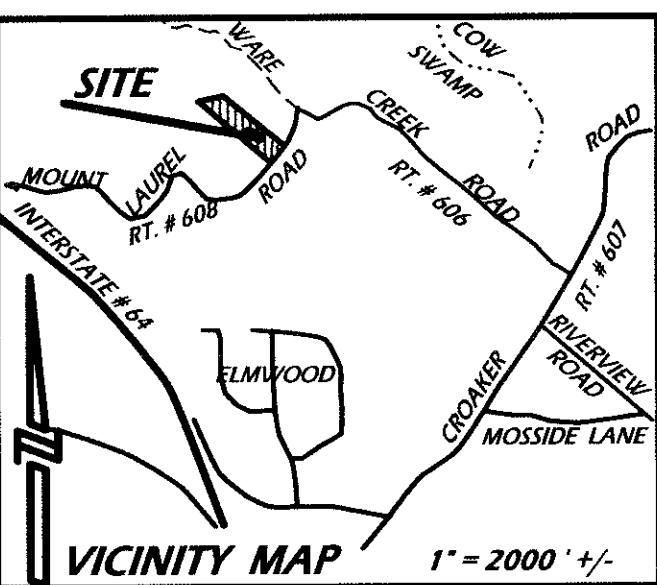 WARE
COW
SWAMP
SITE
CREEK
ROAD
ROAD
MOUNT
LAUREL
ROAD
RT. # 608
RT. # 606
RT. # 607
INTERSTATE # 64
RIVERVIEW
ROAD
ELMWOOD
CROAKER
MOSSIDE LANE
N
VICINITY MAP
1" = 2000 ' +/-